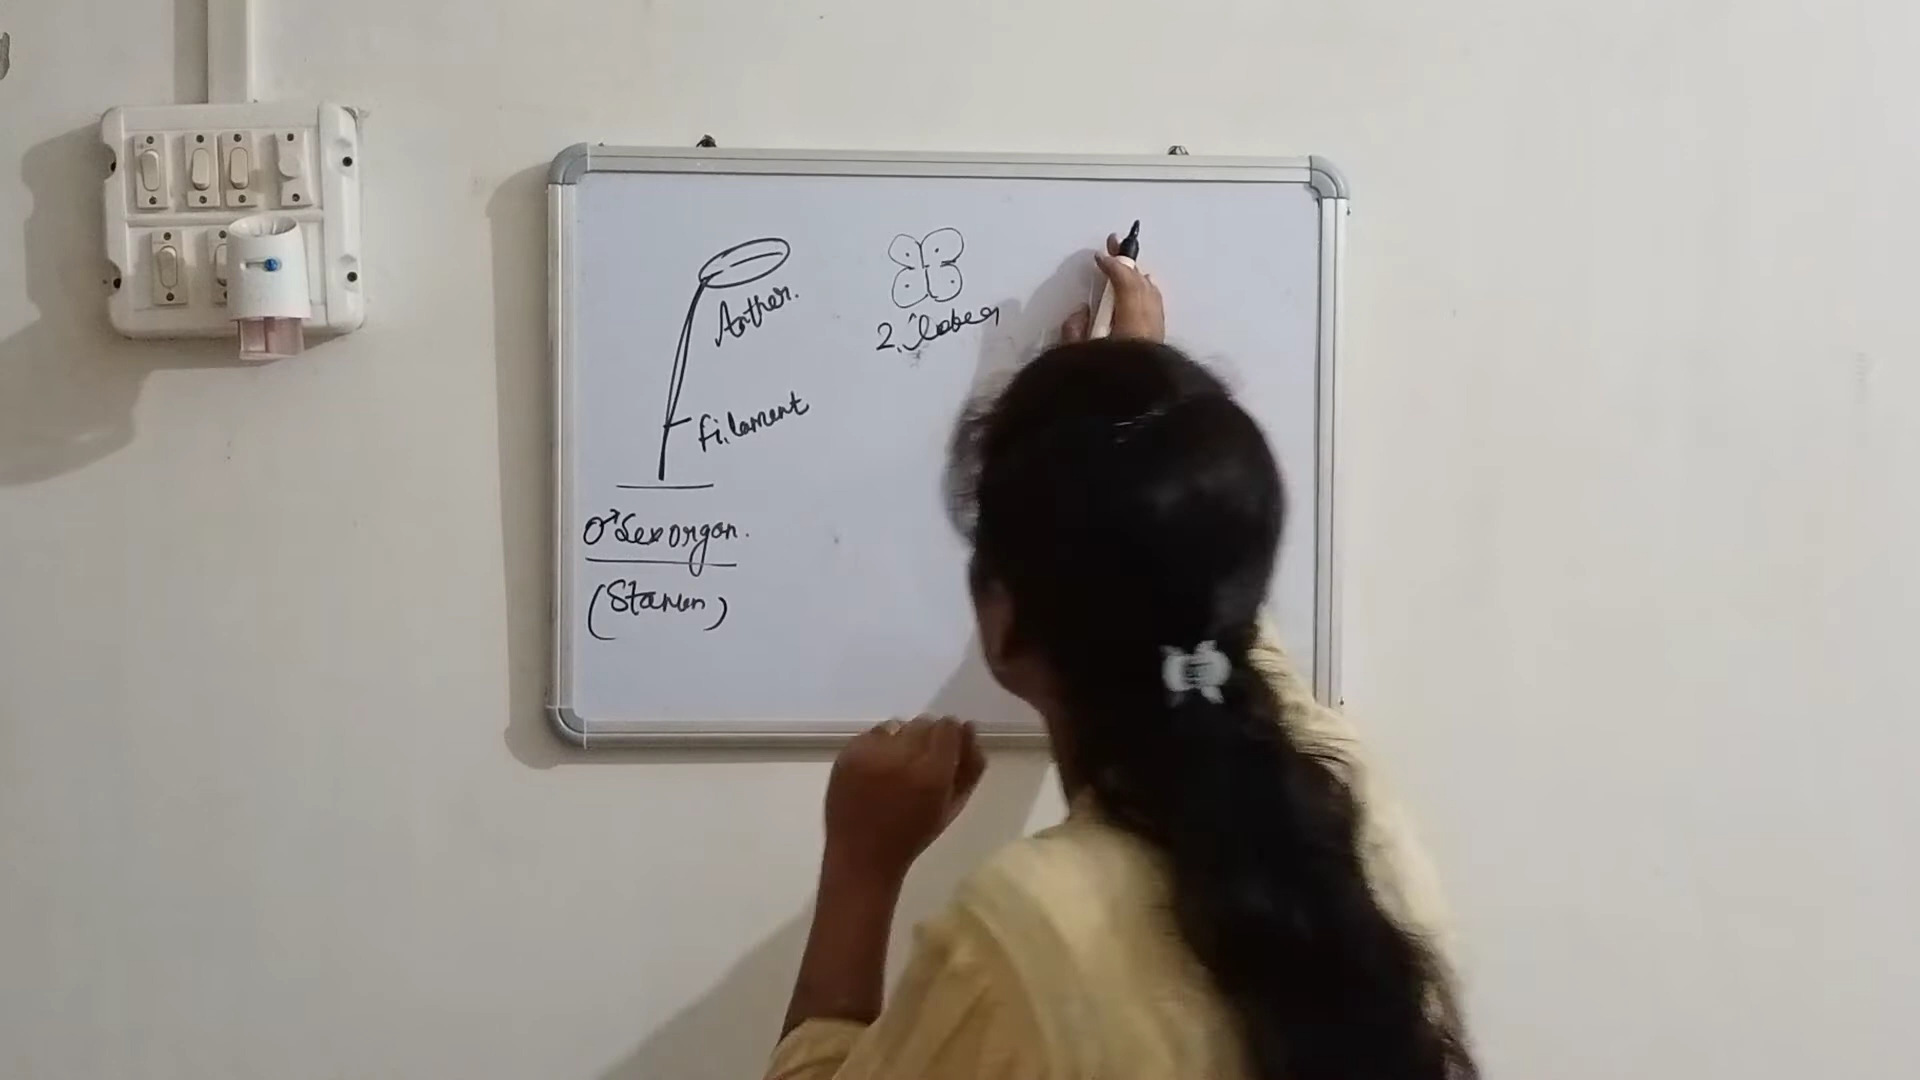 Anther.
2. lobes
Filament
♂ Sex organ.
(Stamen)